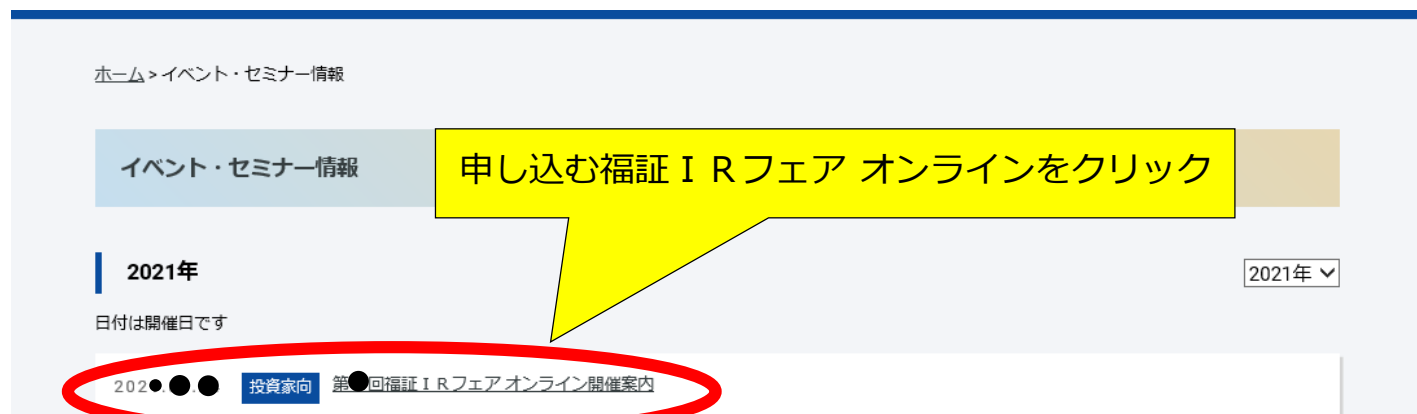 ホーム > イベント・セミナー情報
イベント・セミナー情報
申し込む福証ＩＲフェア オンラインをクリック
2021年
2021年
日付は開催日です
202●.●.● 投資家向 第●回福証ＩＲフェア オンライン開催案内